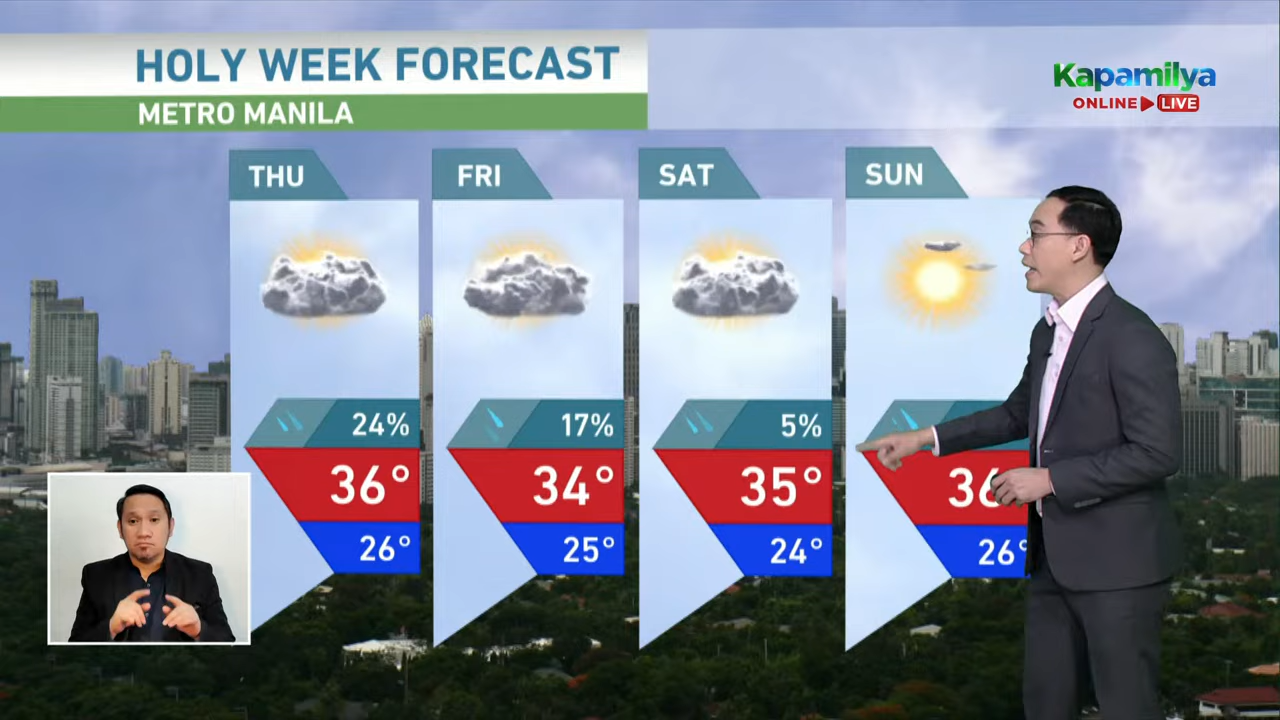 HOLY WEEK FORECAST
METRO MANILA
Kapamilya
ONLINE LIVE
THU
FRI
SAT
SUN
24%
17%
5%
36°
34°
35°
36
26°
25°
24°
26°